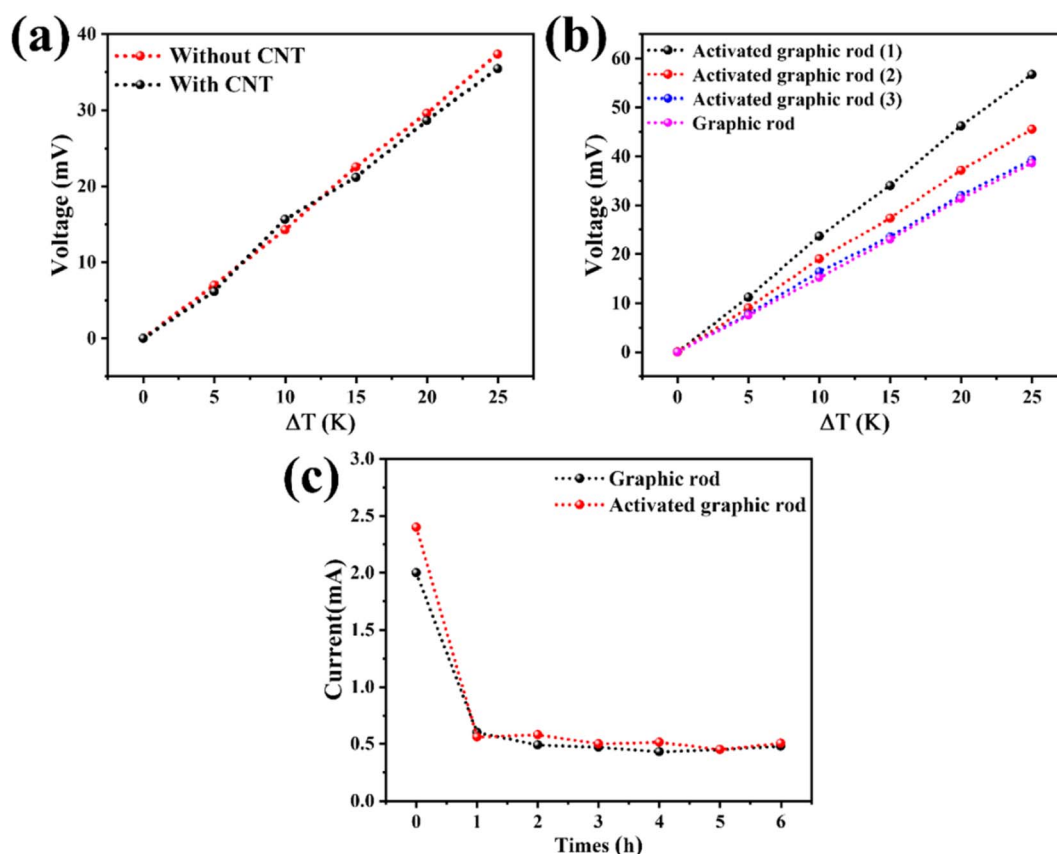 (a)
Without CNT
With CNT
Voltage (mV)
40
30
20
10
0
0 5 10 15 20 25
ΔT (K)
(b)
Activated graphic rod (1)
Activated graphic rod (2)
Activated graphic rod (3)
Graphic rod
Voltage (mV)
60
50
40
30
20
10
0
0 5 10 15 20 25
ΔT (K)
(c)
Graphic rod
Activated graphic rod
Current(mA)
3.0
2.5
2.0
1.5
1.0
0.5
0.0
0 1 2 3 4 5 6
Times (h)